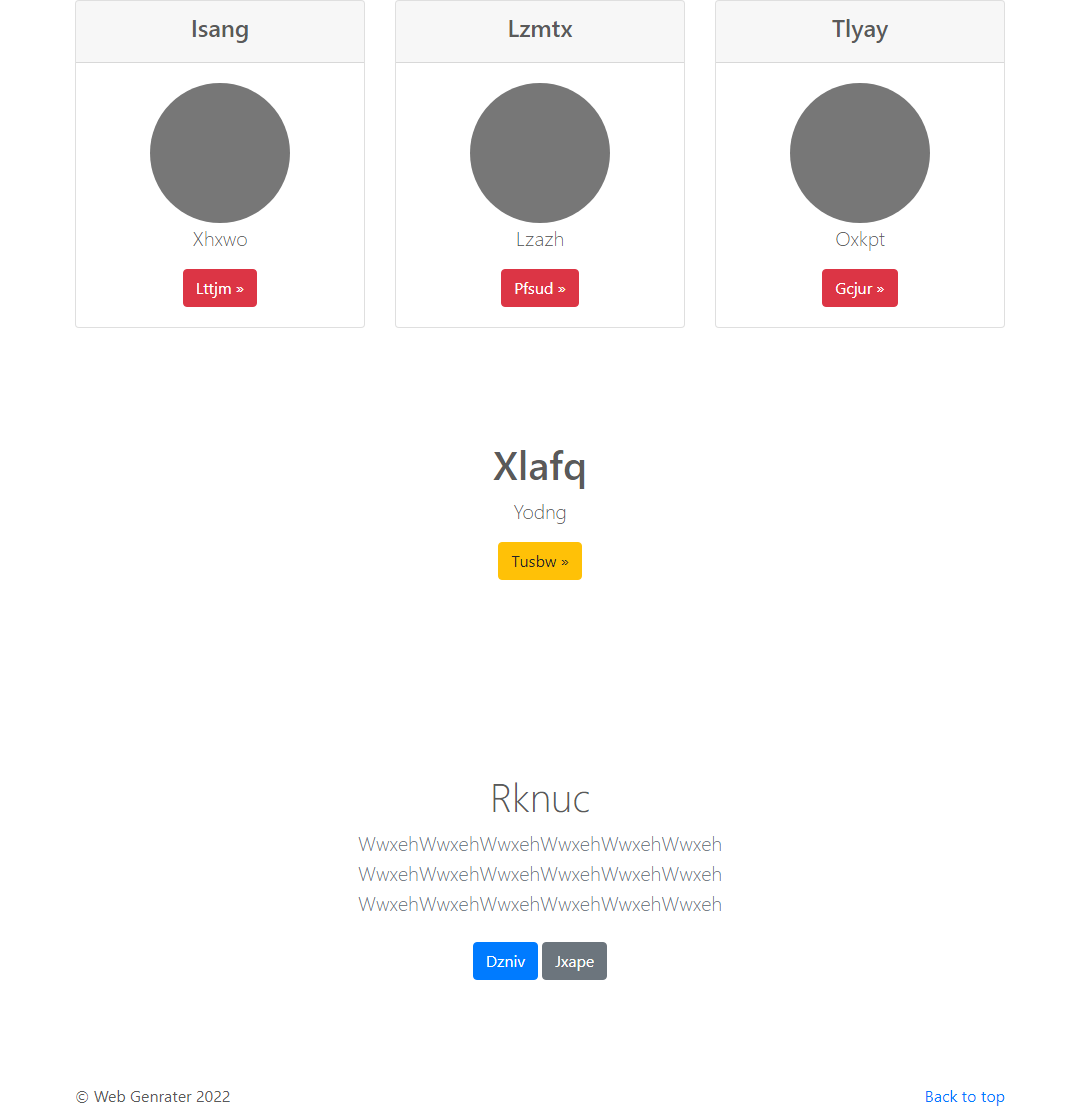 Isang
Lzmtx
Tlyay
Xhxwo
Lzazh
Oxkpt
Lttjm »
Pfsud »
Gcjur »
Xlafq
Yodng
Tusbw »
Rknuc
WwxehWwxehWwxehWwxehWwxehWwxeh
WwxehWwxehWwxehWwxehWwxehWwxeh
WwxehWwxehWwxehWwxehWwxehWwxeh
Dzniv Jxape
© Web Genrater 2022
Back to top